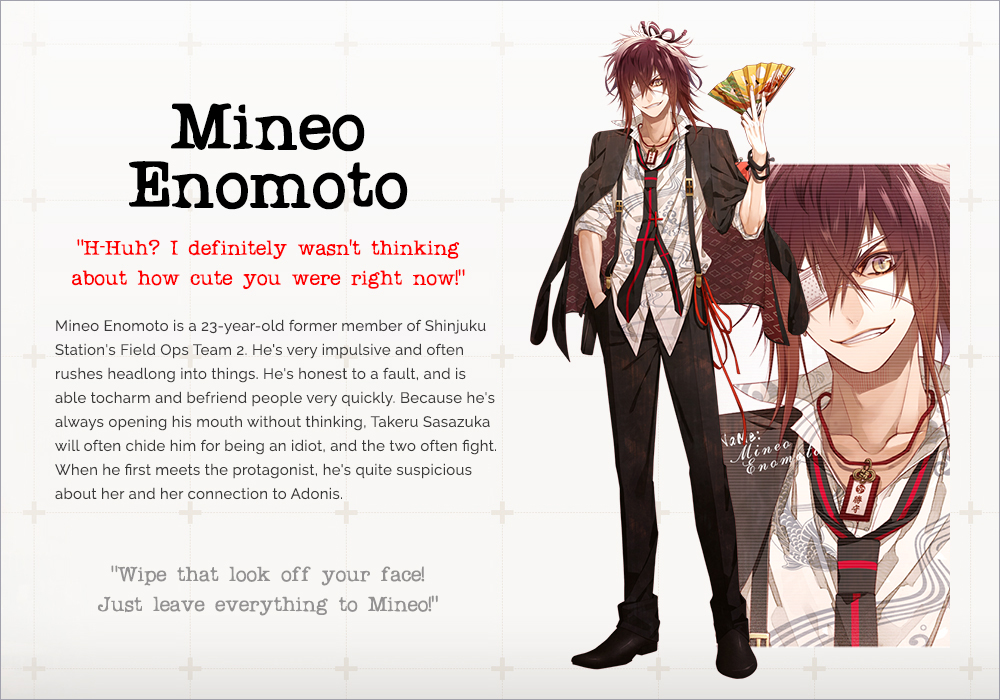 Mineo
Enomoto
"H-Huh? I definitely wasn't thinking
about how cute you were right now!"
Mineo Enomoto is a 23-year-old former member of Shinjuku
Station's Field Ops Team 2. He's very impulsive and often
rushes headlong into things. He's honest to a fault, and is
able tocharm and befriend people very quickly. Because he's
always opening his mouth without thinking, Takeru Sasazuka
will often chide him for being an idiot, and the two often fight.
When he first meets the protagonist, he's quite suspicious
about her and her connection to Adonis.
"Wipe that look off your face!
Just leave everything to Mineo!"
Name:
Mineo
Enomoto
勝守